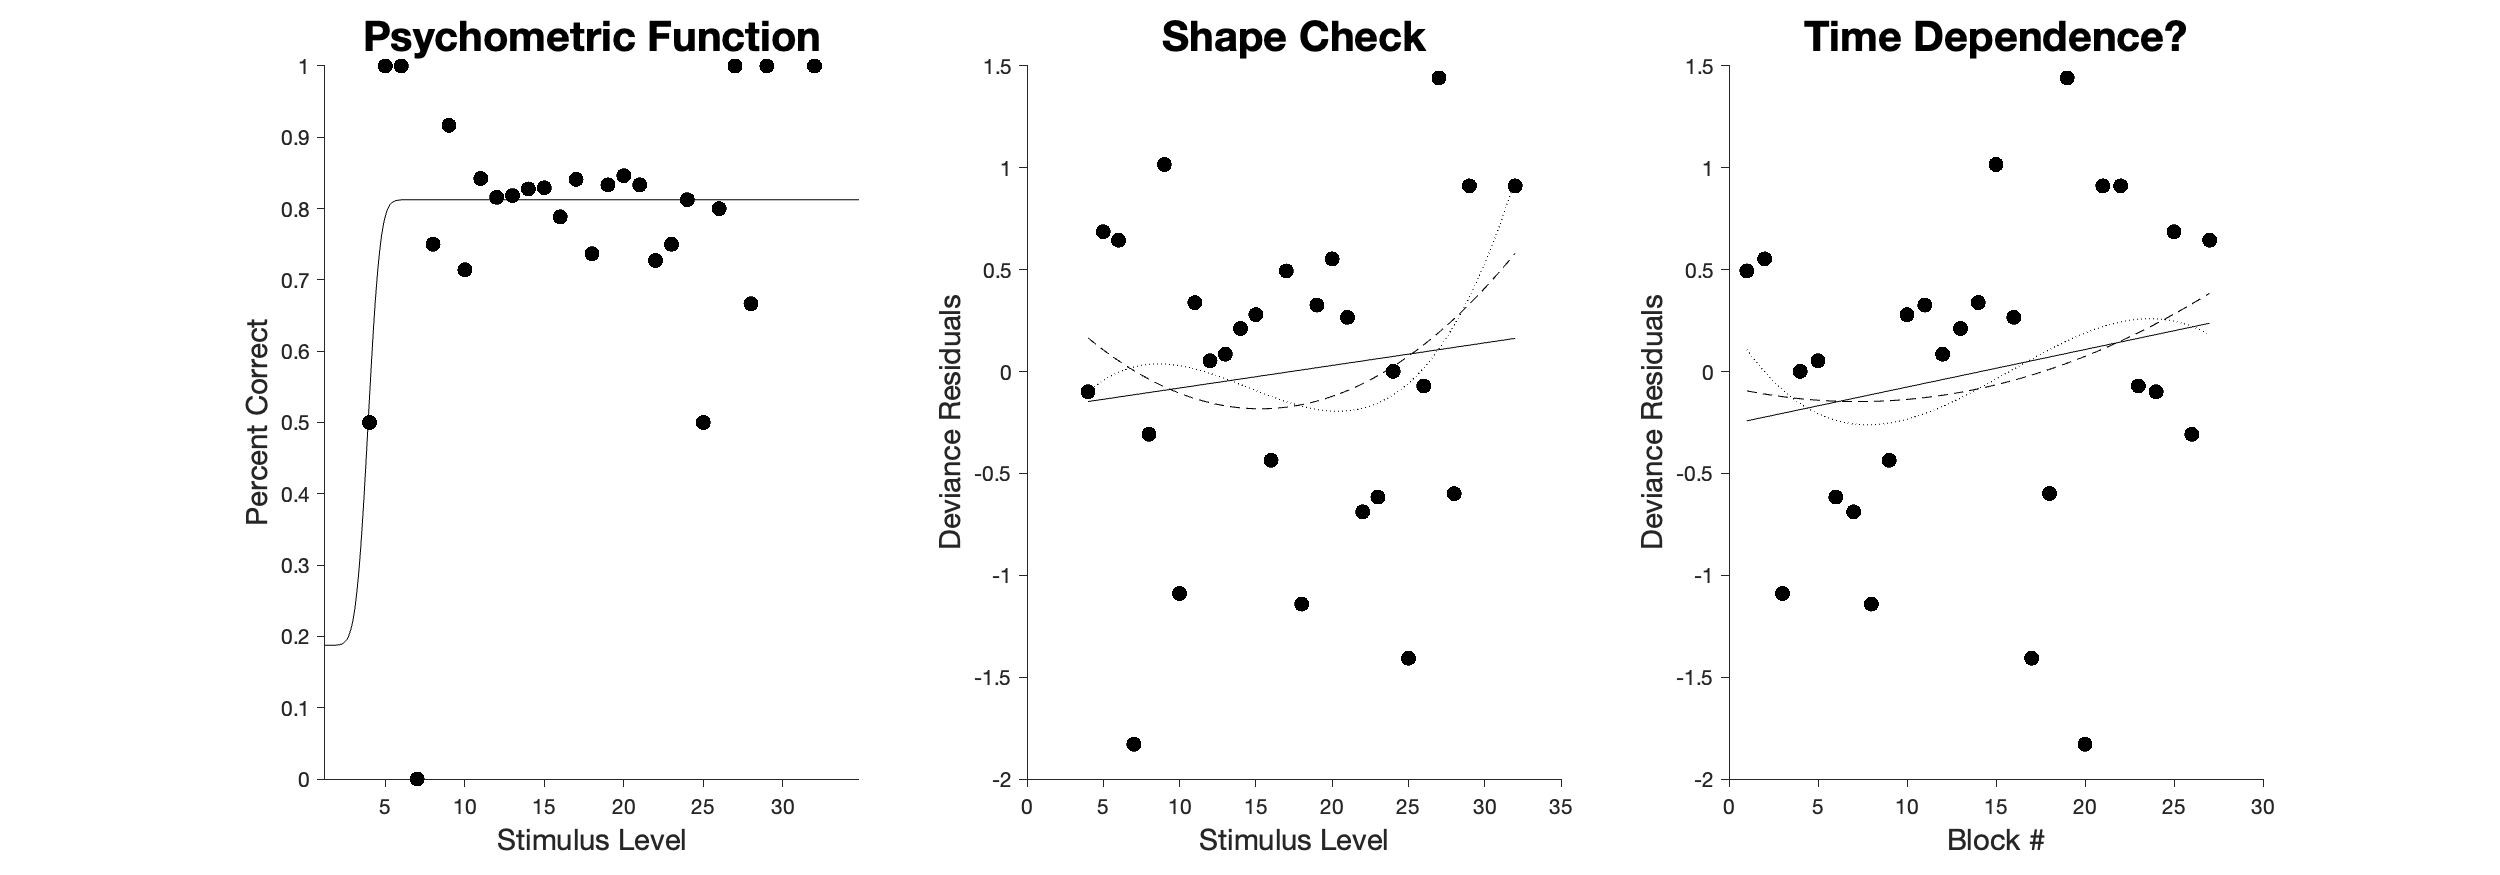 Psychometric Function
1
0.9
0.8
0.7
0.6
0.5
0.4
0.3
0.2
0.1
0
Percent Correct
5 10 15 20 25 30
Stimulus Level
Shape Check
1.5
1
0.5
0
-0.5
-1
-1.5
-2
Deviance Residuals
0 5 10 15 20 25 30 35
Stimulus Level
Time Dependence?
1.5
1
0.5
0
-0.5
-1
-1.5
-2
Deviance Residuals
0 5 10 15 20 25 30
Block #